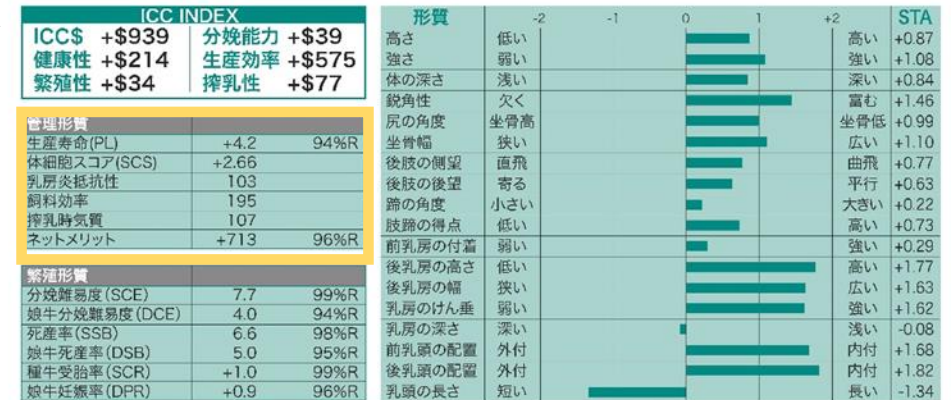 ICC INDEX
ICC$ +$939 分娩能力 +$39
健康性 +$214 生産効率 +$575
繁殖性 +$34 搾乳性 +$77
管理形質
生産寿命(PL) +4.2 94%R
体細胞スコア(SCS) +2.66
乳房炎抵抗性 103
飼料効率 195
搾乳時気質 107
ネットメリット +713 96%R
繁殖形質
分娩難易度(SCE) 7.7 99%R
娘牛分娩難易度(DCE) 4.0 94%R
死産率(SSB) 6.6 98%R
娘牛死産率(DSB) 5.0 95%R
種牛受胎率(SCR) +1.0 99%R
娘牛妊娠率(DPR) +0.9 96%R
形質 -2 -1 0 1 +2 STA
高さ 低い 高い +0.87
強さ 弱い 強い +1.08
体の深さ 浅い 深い +0.84
鋭角性 欠く 富む +1.46
尻の角度 坐骨高 坐骨低 +0.99
坐骨幅 狭い 広い +1.10
後肢の側望 直飛 曲飛 +0.77
後肢の後望 寄る 平行 +0.63
蹄の角度 小さい 大きい +0.22
肢蹄の得点 低い 高い +0.73
前乳房の付着 弱い 強い +0.29
後乳房の高さ 低い 高い +1.77
後乳房の幅 狭い 広い +1.63
乳房のけん垂 弱い 強い +1.62
乳房の深さ 深い 浅い -0.08
前乳頭の配置 外付 内付 +1.68
後乳頭の配置 外付 内付 +1.82
乳頭の長さ 短い 長い -1.34